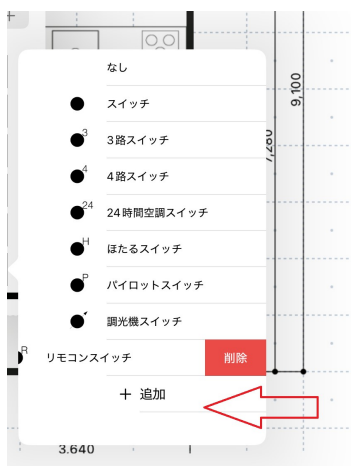 なし
スイッチ
3
3路スイッチ
4
4路スイッチ
24
24時間空調スイッチ
H
ほたるスイッチ
P
パイロットスイッチ
調光機スイッチ
R
リモコンスイッチ
削除
+ 追加
9,100
7,280
3.640